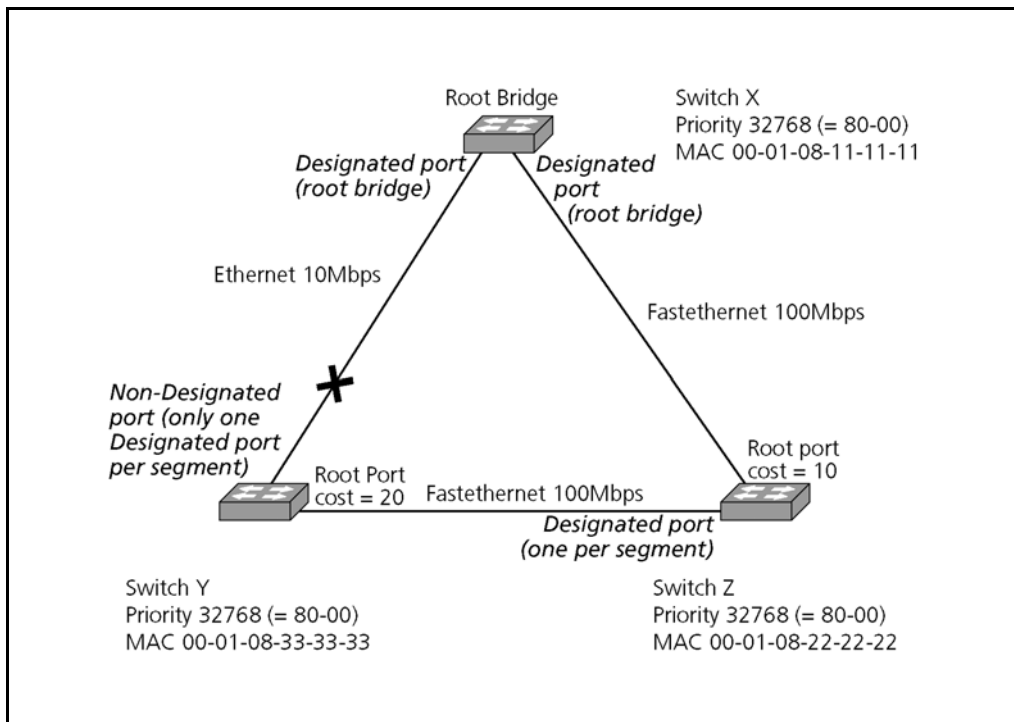 Root Bridge
Switch X
Priority 32768 (= 80-00)
MAC 00-01-08-11-11-11
Designated port
(root bridge)
Designated
port
(root bridge)
Ethernet 10Mbps
Fastethernet 100Mbps
Non-Designated
port (only one
Designated port
per segment)
Root Port
cost = 20
Fastethernet 100Mbps
Root port
cost = 10
Designated port
(one per segment)
Switch Y
Priority 32768 (= 80-00)
MAC 00-01-08-33-33-33
Switch Z
Priority 32768 (= 80-00)
MAC 00-01-08-22-22-22